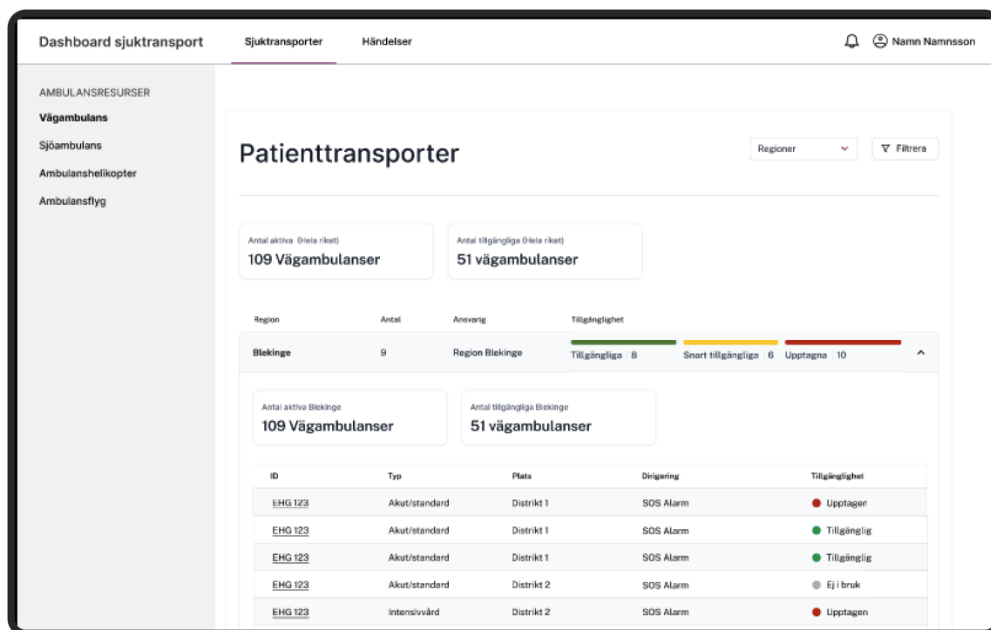 Dashboard sjuktransport Sjuktransporter Händelser Namn Namnsson
AMBULANSRESURSER
Vägambulans
Sjöambulans
Ambulanshelikopter
Ambulansflyg
Patienttransporter
Regioner Filtrera
Antal aktiva (Hela riket)
109 Vägambulanser
Antal tillgängliga (Hela riket)
51 vägambulanser
Region Antal Ansvarig Tillgänglighet
Blekinge 9 Region Blekinge Tillgängliga 8 Snart tillgängliga 6 Upptagna 10
Antal aktiva Blekinge
109 Vägambulanser
Antal tillgängliga Blekinge
51 vägambulanser
ID Typ Plats Dirigering Tillgänglighet
EHG 123 Akut/standard Distrikt 1 SOS Alarm Upptagen
EHG 123 Akut/standard Distrikt 1 SOS Alarm Tillgänglig
EHG 123 Akut/standard Distrikt 1 SOS Alarm Tillgänglig
EHG 123 Akut/standard Distrikt 2 SOS Alarm Ej i bruk
EHG 123 Intensivvård Distrikt 2 SOS Alarm Upptagen